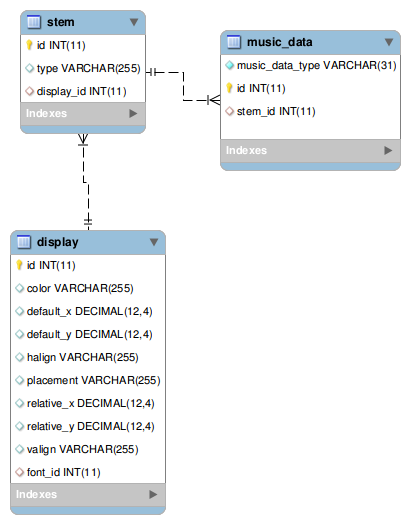 stem
id INT(11)
type VARCHAR(255)
display_id INT(11)
Indexes
music_data
music_data_type VARCHAR(31)
id INT(11)
stem_id INT(11)
Indexes
display
id INT(11)
color VARCHAR(255)
default_x DECIMAL(12,4)
default_y DECIMAL(12,4)
halign VARCHAR(255)
placement VARCHAR(255)
relative_x DECIMAL(12,4)
relative_y DECIMAL(12,4)
valign VARCHAR(255)
font_id INT(11)
Indexes